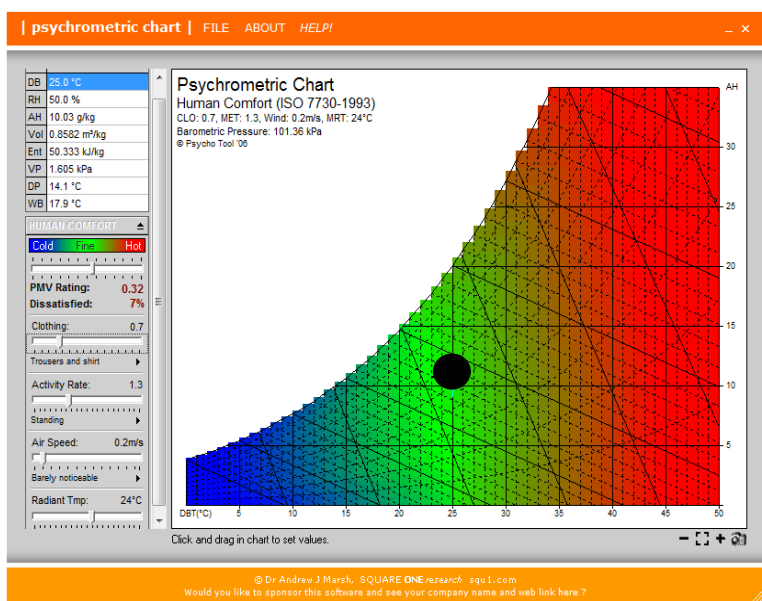 | psychrometric chart | FILE ABOUT HELP!
DB 25.0 °C
RH 50.0 %
AH 10.03 g/kg
Vol 0.8582 m³/kg
Ent 50.333 kJ/kg
VP 1.605 kPa
DP 14.1 °C
WB 17.9 °C
HUMAN COMFORT
Cold Fine Hot
PMV Rating: 0.32
Dissatisfied: 7%
Clothing: 0.7
Trousers and shirt
Activity Rate: 1.3
Standing
Air Speed: 0.2m/s
Barely noticeable
Radiant Tmp: 24°C
Psychrometric Chart
Human Comfort (ISO 7730-1993)
CLO: 0.7, MET: 1.3, Wind: 0.2m/s, MRT: 24°C
Barometric Pressure: 101.36 kPa
© Psycho Tool '06
AH
30
25
20
15
10
5
DBT(°C) 5 10 15 20 25 30 35 40 45 50
Click and drag in chart to set values.
© Dr Andrew J Marsh, SQUARE ONE research squ1.com
Would you like to sponsor this software and see your company name and web link here ?